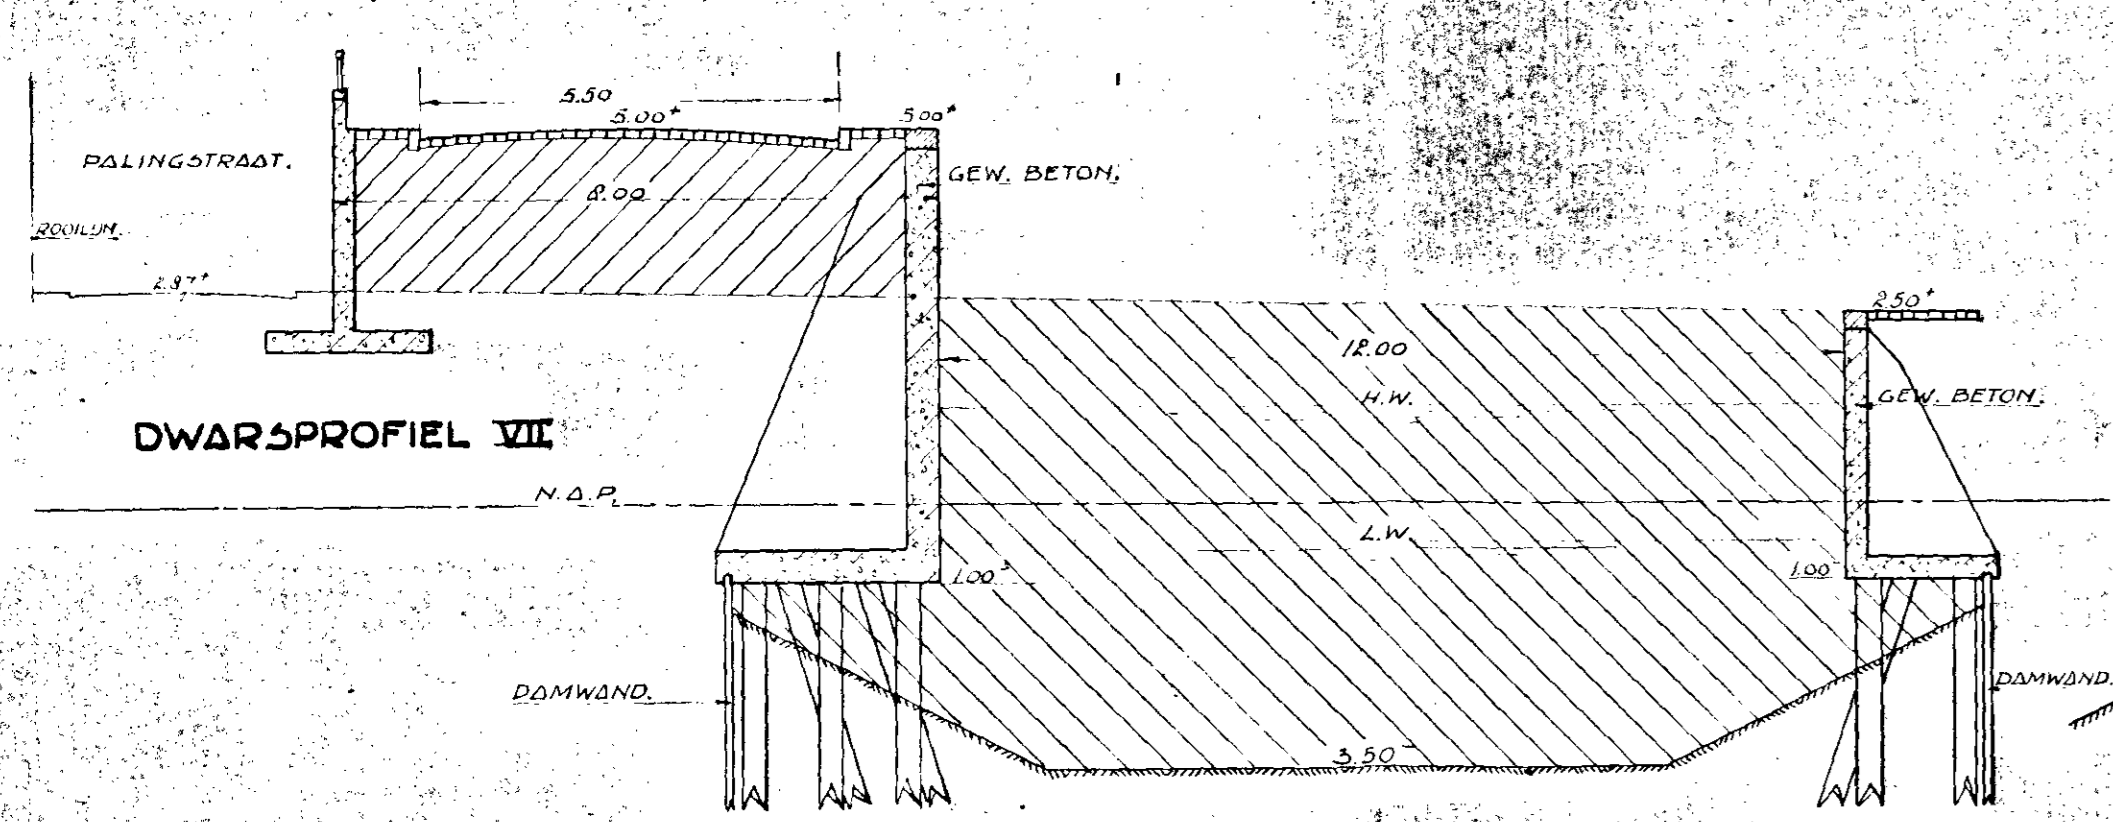 5.50
5.00+
5.00+
PALINGSTRAAT.
GEW. BETON.
8.00
ROOILIJN.
2.87+
2.50+
12.00
H.W.
GEW. BETON.
DWARSPROFIEL VII
N.A.P.
L.W.
1.00-
1.00-
DAMWAND.
DAMWAND.
3.50-